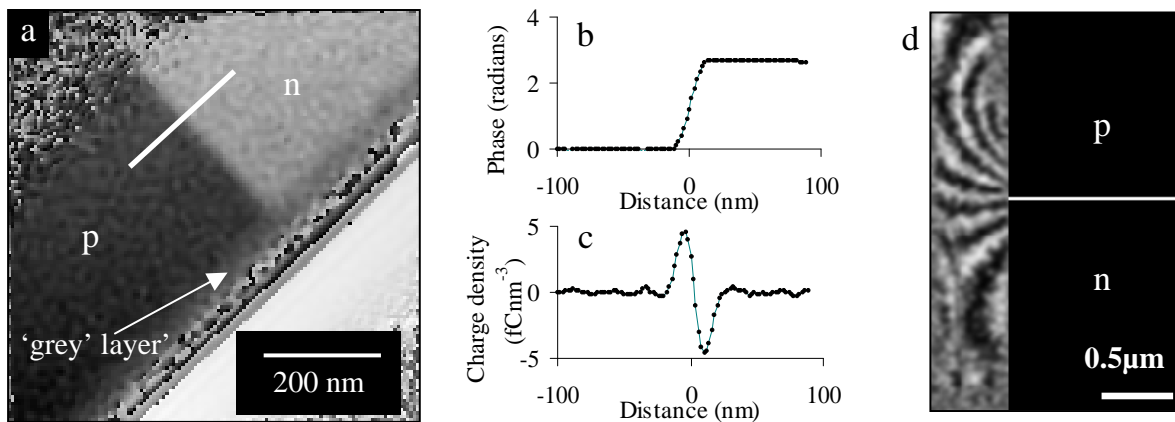 a
n
p
'grey' layer'
200 nm
b
4
2
0
Phase (radians)
-100
0
100
Distance (nm)
c
5
0
-5
Charge density
(fCnm⁻³)
-100
0
100
Distance (nm)
d
p
n
0.5µm